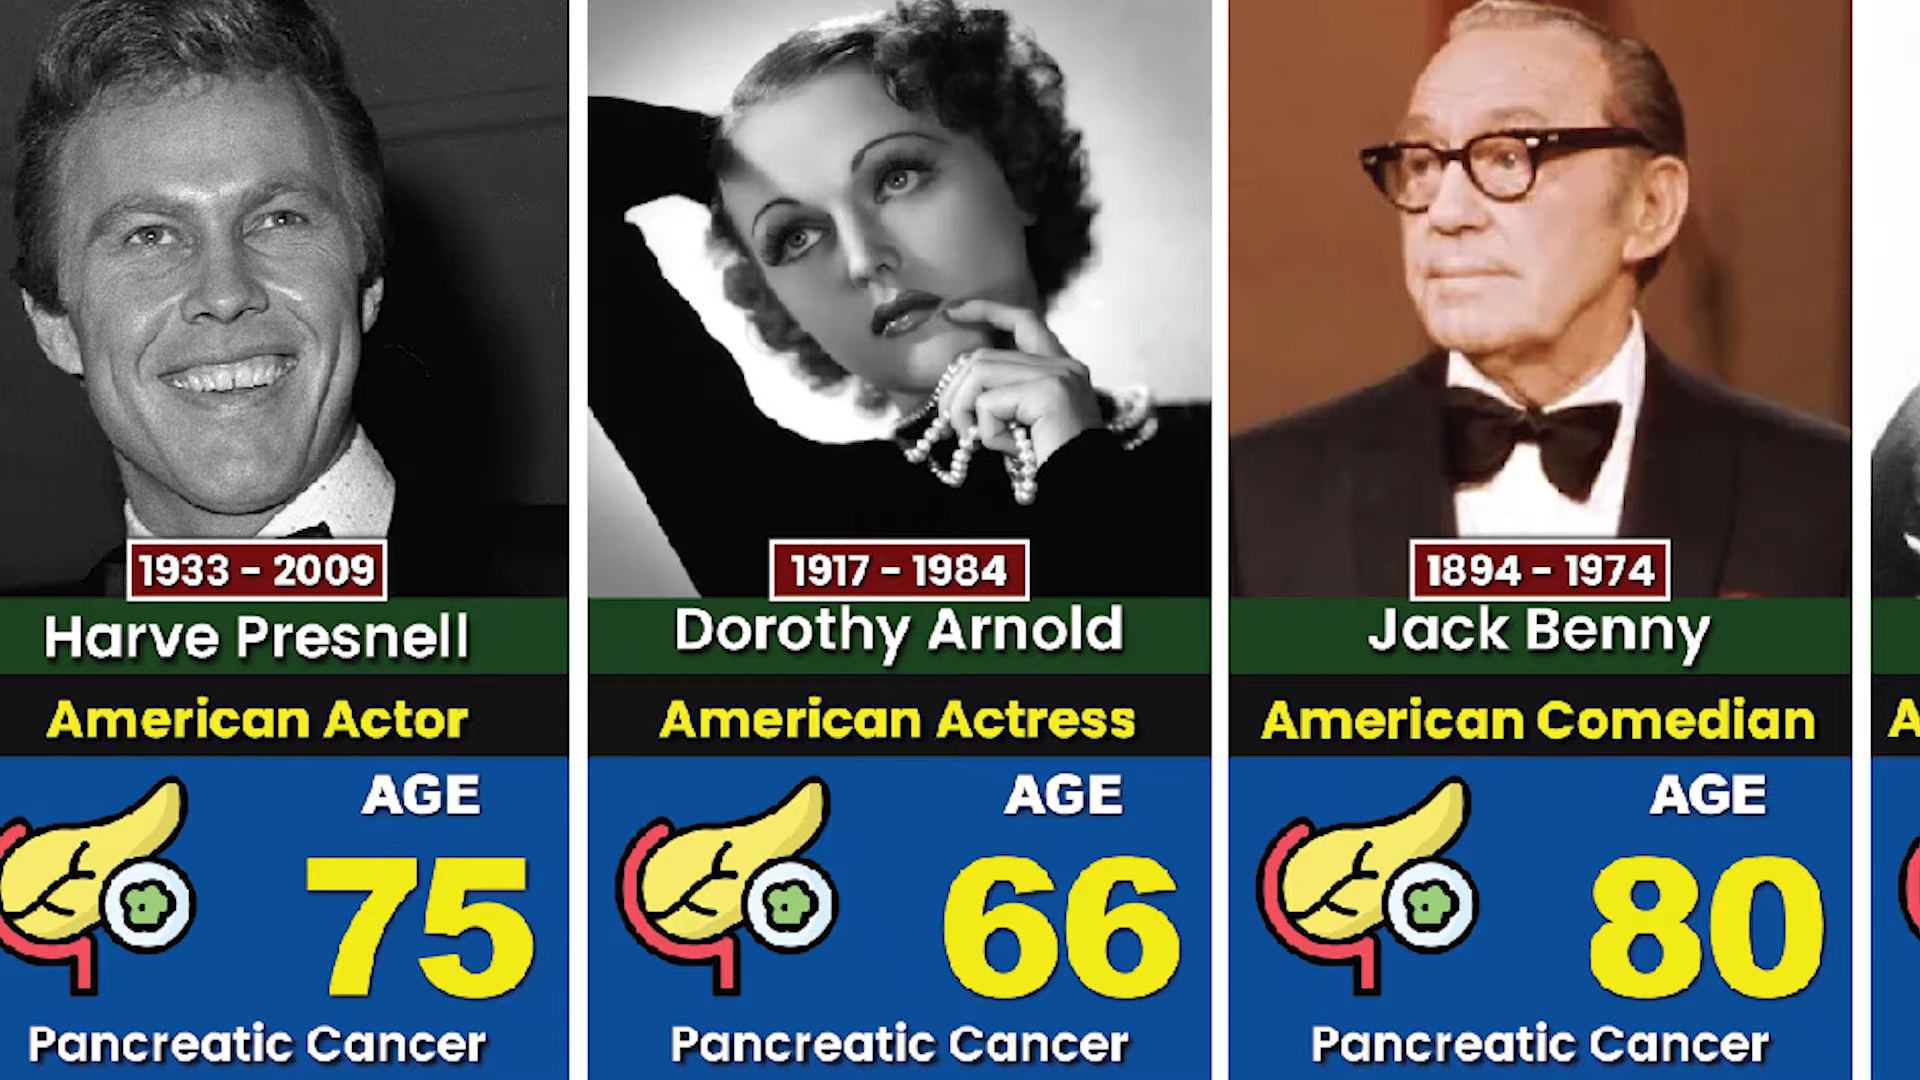 1933 - 2009
Harve Presnell
American Actor
AGE
75
Pancreatic Cancer
1917 - 1984
Dorothy Arnold
American Actress
AGE
66
Pancreatic Cancer
1894 - 1974
Jack Benny
American Comedian
AGE
80
Pancreatic Cancer
A